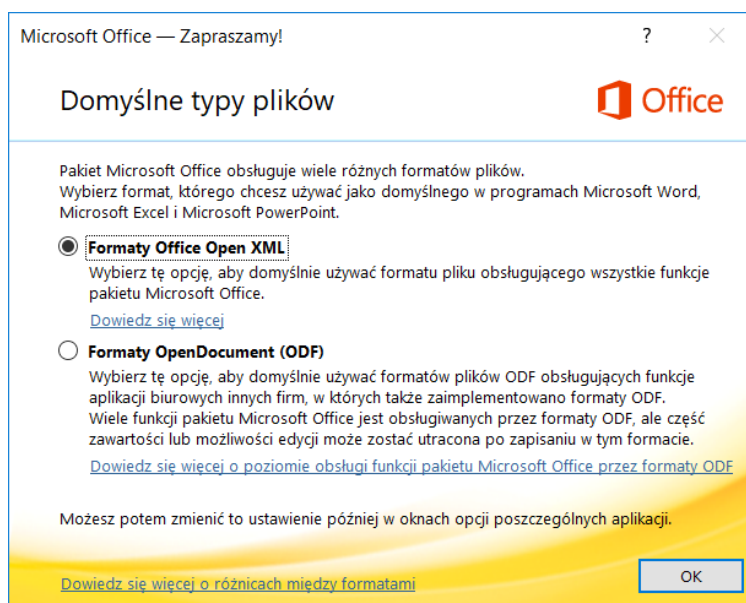 Microsoft Office — Zapraszamy!
?
Domyślne typy plików
Office
Pakiet Microsoft Office obsługuje wiele różnych formatów plików.
Wybierz format, którego chcesz używać jako domyślnego w programach Microsoft Word,
Microsoft Excel i Microsoft PowerPoint.
Formaty Office Open XML
Wybierz tę opcję, aby domyślnie używać formatu pliku obsługującego wszystkie funkcje
pakietu Microsoft Office.
Dowiedz się więcej
Formaty OpenDocument (ODF)
Wybierz tę opcję, aby domyślnie używać formatów plików ODF obsługujących funkcje
aplikacji biurowych innych firm, w których także zaimplementowano formaty ODF.
Wiele funkcji pakietu Microsoft Office jest obsługiwanych przez formaty ODF, ale część
zawartości lub możliwości edycji może zostać utracona po zapisaniu w tym formacie.
Dowiedz się więcej o poziomie obsługi funkcji pakietu Microsoft Office przez formaty ODF
Możesz potem zmienić to ustawienie później w oknach opcji poszczególnych aplikacji.
Dowiedz się więcej o różnicach między formatami
OK